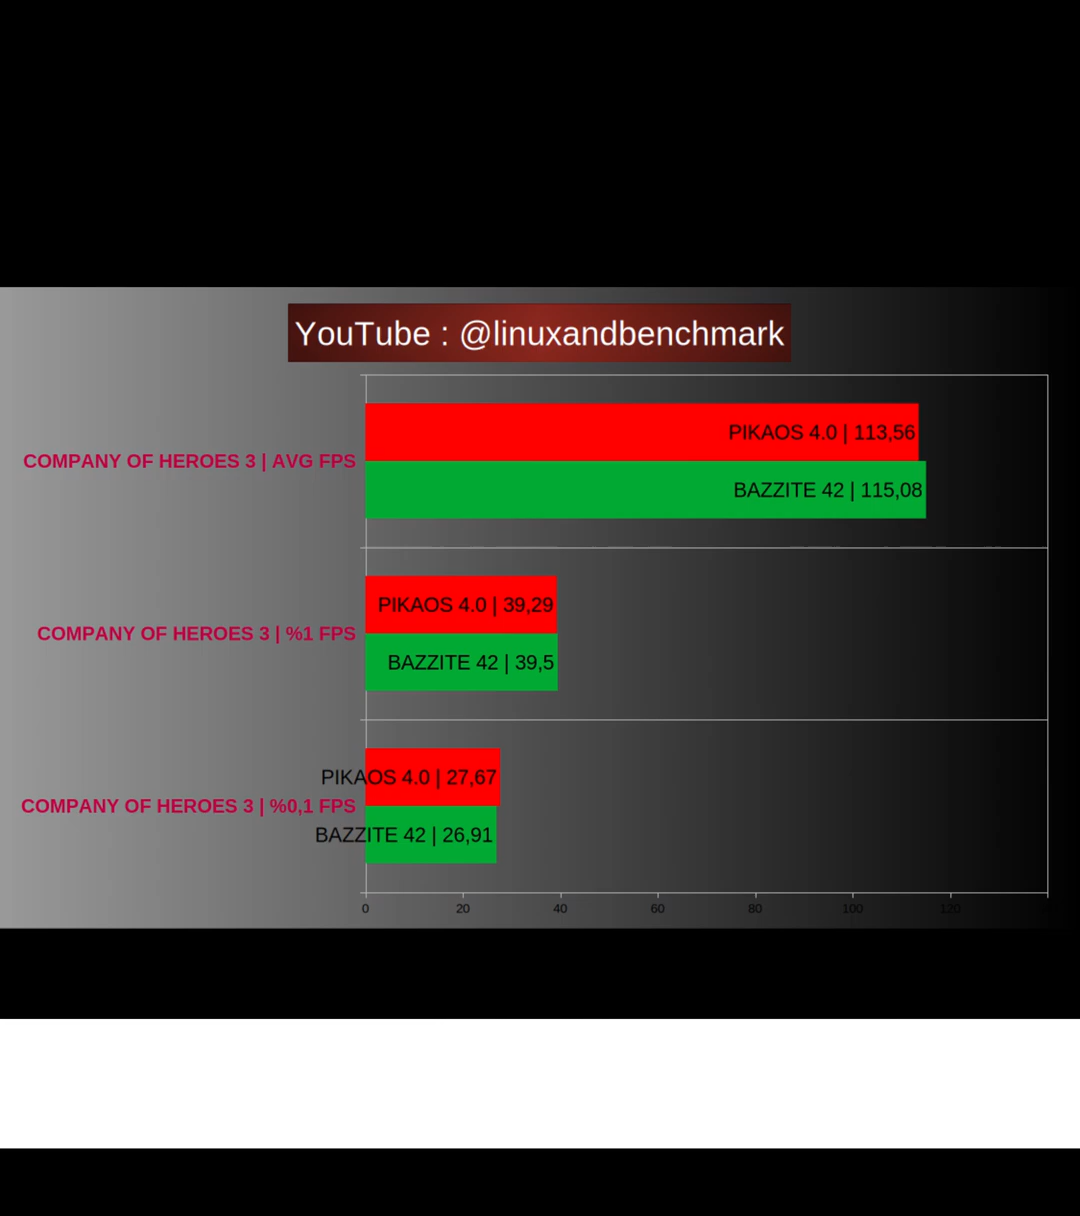 YouTube : @linuxandbenchmark
PIKAOS 4.0 | 113,56
COMPANY OF HEROES 3 | AVG FPS
BAZZITE 42 | 115,08
PIKAOS 4.0 | 39,29
COMPANY OF HEROES 3 | %1 FPS
BAZZITE 42 | 39,5
PIKAOS 4.0 | 27,67
COMPANY OF HEROES 3 | %0,1 FPS
BAZZITE 42 | 26,91
0 20 40 60 80 100 120